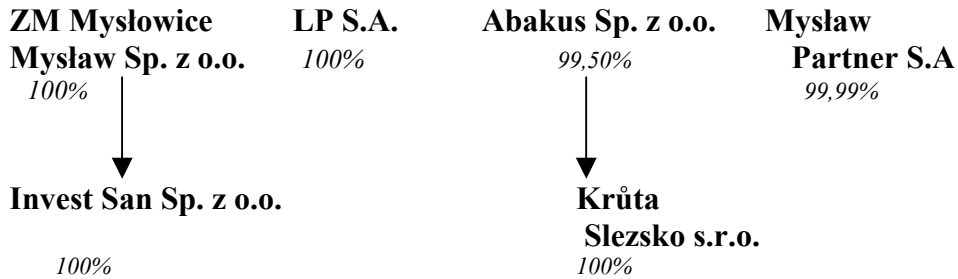 ZM Mysłowice LP S.A. Abakus Sp. z o.o. Mysław
Mysław Sp. z o.o. 100% 99,50% Partner S.A
100% 99,99%
Invest San Sp. z o.o. Krůta
Slezsko s.r.o.
100% 100%